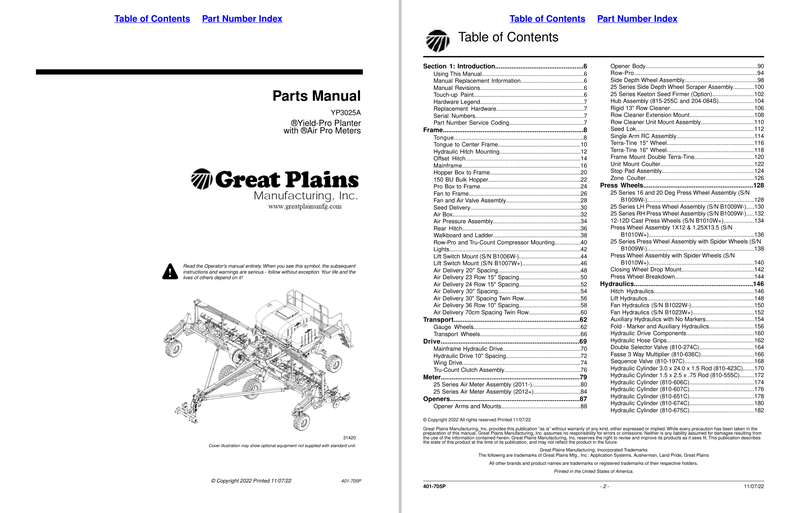 Table of Contents Part Number Index
Parts Manual
YP3025A
®Yield-Pro Planter
with ®Air Pro Meters
Great Plains
Manufacturing, Inc.
www.greatplainsmfg.com
Read the Operator's manual entirely. When you see this symbol, the subsequent
instructions and warnings are serious - follow without exception. Your life and the
lives of others depend on it!
31420
Cover illustration may show optional equipment not supplied with standard unit.
© Copyright 2022 Printed 11/07/22 401-705P
Table of Contents Part Number Index
Table of Contents
Section 1: Introduction.....6
Using This Manual.....6
Manual Replacement Information.....6
Manual Revisions.....6
Touch-up Paint.....6
Hardware Legend.....7
Replacement Hardware.....7
Serial Numbers.....7
Part Number Service Coding.....7
Frame.....8
Tongue.....8
Tongue to Center Frame.....10
Hydraulic Hitch Mounting.....12
Offset Hitch.....14
Mainframe.....16
Hopper Box to Frame.....20
150 BU Bulk Hopper.....22
Pro Box to Frame.....24
Fan to Frame.....26
Fan and Air Valve Assembly.....28
Seed Delivery.....30
Air Box.....32
Air Pressure Assembly.....34
Rear Hitch.....36
Walkboard and Ladder.....38
Row-Pro and Tru-Count Compressor Mounting.....40
Lights.....42
Lift Switch Mount (S/N B1006W-).....44
Lift Switch Mount (S/N B1007W+).....46
Air Delivery 20" Spacing.....48
Air Delivery 23 Row 15" Spacing.....50
Air Delivery 24 Row 15" Spacing.....52
Air Delivery 30" Spacing.....54
Air Delivery 30" Spacing Twin Row.....56
Air Delivery 36 Row 10" Spacing.....58
Air Delivery 70cm Spacing Twin Row.....60
Transport.....62
Gauge Wheels.....62
Transport Wheels.....66
Drive.....69
Mainframe Hydraulic Drive.....70
Hydraulic Drive 10" Spacing.....72
Wing Drive.....74
Tru-Count Clutch Assembly.....76
Meter.....79
25 Series Air Meter Assembly (2011-).....80
25 Series Air Meter Assembly (2012+).....84
Openers.....87
Opener Arms and Mounts.....88
Opener Body.....90
Row-Pro.....94
Side Depth Wheel Assembly.....98
25 Series Side Depth Wheel Scraper Assembly.....100
25 Series Keeton Seed Firmer (Option).....102
Hub Assembly (815-255C and 204-084S).....104
Rigid 13" Row Cleaner.....106
Row Cleaner Extension Mount.....108
Row Cleaner Unit Mount Assembly.....110
Seed Lok.....112
Single Arm RC Assembly.....114
Terra-Tine 15" Wheel.....116
Terra-Tine 16" Wheel.....118
Frame Mount Double Terra-Tine.....120
Unit Mount Coulter.....122
Stop Pad Assembly.....124
Zone Coulter.....126
Press Wheels.....128
25 Series 16 and 20 Deg Press Wheel Assembly (S/N
B1009W-).....128
25 Series LH Press Wheel Assembly (S/N B1009W-).....130
25 Series RH Press Wheel Assembly (S/N B1009W-).....132
12-12D Cast Press Wheels (S/N B1010W+).....134
Press Wheel Assembly 1X12 & 1.25X13.5 (S/N
B1010W+).....136
25 Series Press Wheel Assembly with Spider Wheels (S/N
B1009W-).....138
Press Wheel Assembly with Spider Wheels (S/N
B1010W+).....140
Closing Wheel Drop Mount.....142
Press Wheel Breakdown.....144
Hydraulics.....146
Hitch Hydraulics.....146
Lift Hydraulics.....148
Fan Hydraulics (S/N B1022W-).....150
Fan Hydraulics (S/N B1023W+).....152
Auxiliary Hydraulics with No Markers.....154
Fold - Marker and Auxiliary Hydraulics.....156
Hydraulic Drive Components.....160
Hydraulic Hose Grips.....162
Double Selector Valve (810-274C).....164
Fasse 3 Way Multiplier (810-636C).....166
Sequence Valve (810-197C).....168
Hydraulic Cylinder 3.0 x 24.0 x 1.5 Rod (810-423C).....170
Hydraulic Cylinder 1.5 x 2.5 x .75 Rod (810-555C).....172
Hydraulic Cylinder (810-606C).....174
Hydraulic Cylinder (810-607C).....176
Hydraulic Cylinder (810-651C).....178
Hydraulic Cylinder (810-674C).....180
Hydraulic Cylinder (810-675C).....182
© Copyright 2022 All rights reserved Printed 11/07/22
Great Plains Manufacturing, Inc. provides this publication "as is" without warranty of any kind, either expressed or implied. While every precaution has been taken in the
preparation of this manual, Great Plains Manufacturing, Inc. assumes no responsibility for errors or omissions. Neither is any liability assumed for damages resulting from
the use of the information contained herein. Great Plains Manufacturing, Inc. reserves the right to revise and improve its products as it sees fit. This publication describes
the state of this product at the time of its publication, and may not reflect the product in the future.
Great Plains Manufacturing, Incorporated Trademarks
The following are trademarks of Great Plains Mfg., Inc.: Application Systems, Ausherman, Land Pride, Great Plains
All other brands and product names are trademarks or registered trademarks of their respective holders.
Printed in the United States of America.
401-705P - 2 - 11/07/22